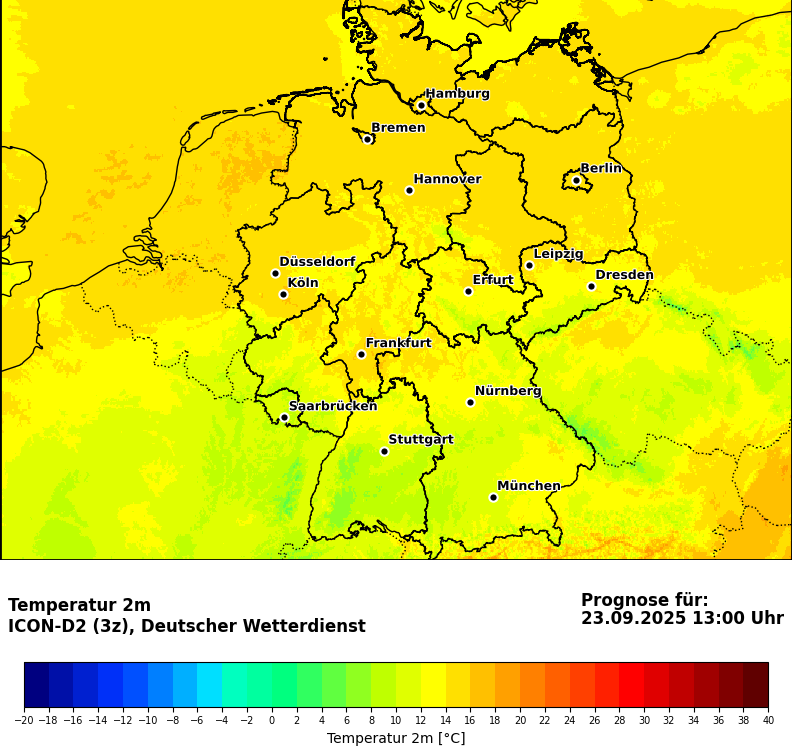 Hamburg
Bremen
Berlin
Hannover
Leipzig
Düsseldorf
Dresden
Köln
Erfurt
Frankfurt
Nürnberg
Saarbrücken
Stuttgart
München
Temperatur 2m
ICON-D2 (3z), Deutscher Wetterdienst
Prognose für:
23.09.2025 13:00 Uhr
−20 −18 −16 −14 −12 −10 −8 −6 −4 −2 0 2 4 6 8 10 12 14 16 18 20 22 24 26 28 30 32 34 36 38 40
Temperatur 2m [°C]